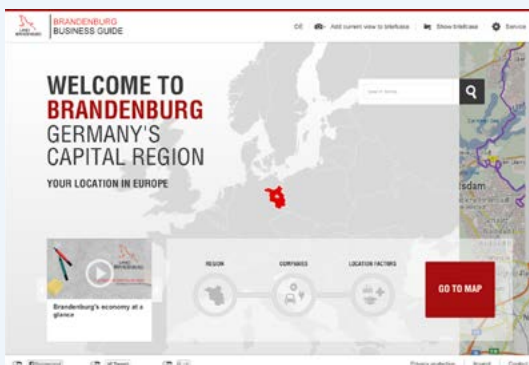 BRANDENBURG
BUSINESS GUIDE
DE
Add current view to briefcase
Show briefcase
Service
WELCOME TO
BRANDENBURG
GERMANY'S
CAPITAL REGION
YOUR LOCATION IN EUROPE
sdam
Brandenburg's economy at a
glance
REGION
COMPANIES
LOCATION FACTORS
GO TO MAP
Privacy protection
Imprint
Contact